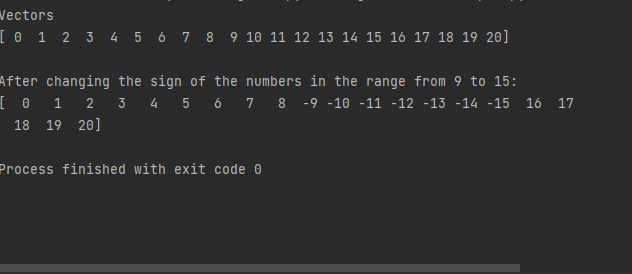 Vectors
[ 0  1  2  3  4  5  6  7  8  9 10 11 12 13 14 15 16 17 18 19 20]
After changing the sign of the numbers in the range from 9 to 15:
[  0   1   2   3   4   5   6   7   8  -9 -10 -11 -12 -13 -14 -15  16  17
  18  19  20]
Process finished with exit code 0